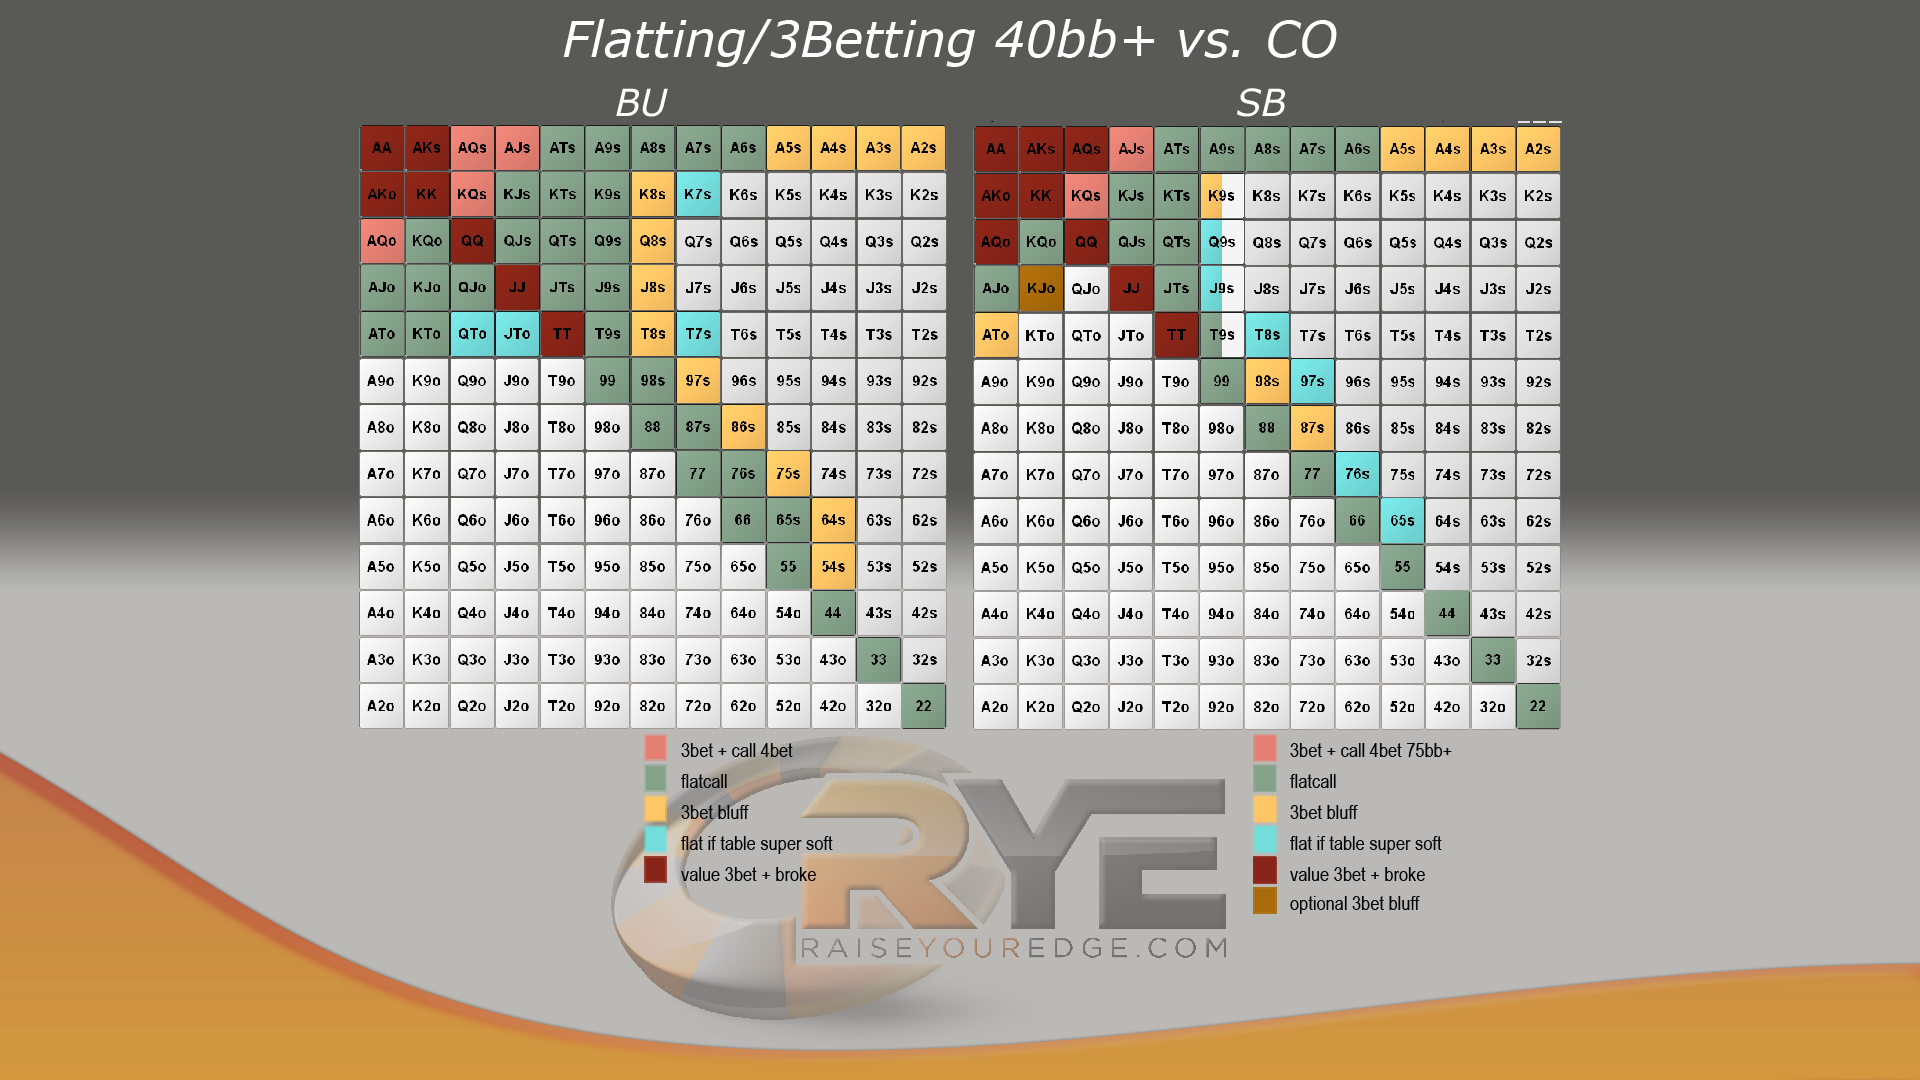 Flatting/3Betting 40bb+ vs. CO
BU
AA AKs AQs AJs ATs A9s A8s A7s A6s A5s A4s A3s A2s
AKo KK KQs KJs KTs K9s K8s K7s K6s K5s K4s K3s K2s
AQo KQo QQ QJs QTs Q9s Q8s Q7s Q6s Q5s Q4s Q3s Q2s
AJo KJo QJo JJ JTs J9s J8s J7s J6s J5s J4s J3s J2s
ATo KTo QTo JTo TT T9s T8s T7s T6s T5s T4s T3s T2s
A9o K9o Q9o J9o T9o 99 98s 97s 96s 95s 94s 93s 92s
A8o K8o Q8o J8o T8o 98o 88 87s 86s 85s 84s 83s 82s
A7o K7o Q7o J7o T7o 97o 87o 77 76s 75s 74s 73s 72s
A6o K6o Q6o J6o T6o 96o 86o 76o 66 65s 64s 63s 62s
A5o K5o Q5o J5o T5o 95o 85o 75o 65o 55 54s 53s 52s
A4o K4o Q4o J4o T4o 94o 84o 74o 64o 54o 44 43s 42s
A3o K3o Q3o J3o T3o 93o 83o 73o 63o 53o 43o 33 32s
A2o K2o Q2o J2o T2o 92o 82o 72o 62o 52o 42o 32o 22
3bet + call 4bet
flatcall
3bet bluff
flat if table super soft
value 3bet + broke
SB
AA AKs AQs AJs ATs A9s A8s A7s A6s A5s A4s A3s A2s
AKo KK KQs KJs KTs K9s K8s K7s K6s K5s K4s K3s K2s
AQo KQo QQ QJs QTs Q9s Q8s Q7s Q6s Q5s Q4s Q3s Q2s
AJo KJo QJo JJ JTs J9s J8s J7s J6s J5s J4s J3s J2s
ATo KTo QTo JTo TT T9s T8s T7s T6s T5s T4s T3s T2s
A9o K9o Q9o J9o T9o 99 98s 97s 96s 95s 94s 93s 92s
A8o K8o Q8o J8o T8o 98o 88 87s 86s 85s 84s 83s 82s
A7o K7o Q7o J7o T7o 97o 87o 77 76s 75s 74s 73s 72s
A6o K6o Q6o J6o T6o 96o 86o 76o 66 65s 64s 63s 62s
A5o K5o Q5o J5o T5o 95o 85o 75o 65o 55 54s 53s 52s
A4o K4o Q4o J4o T4o 94o 84o 74o 64o 54o 44 43s 42s
A3o K3o Q3o J3o T3o 93o 83o 73o 63o 53o 43o 33 32s
A2o K2o Q2o J2o T2o 92o 82o 72o 62o 52o 42o 32o 22
3bet + call 4bet 75bb+
flatcall
3bet bluff
flat if table super soft
value 3bet + broke
optional 3bet bluff
RYE
RAISEYOUREDGE.COM